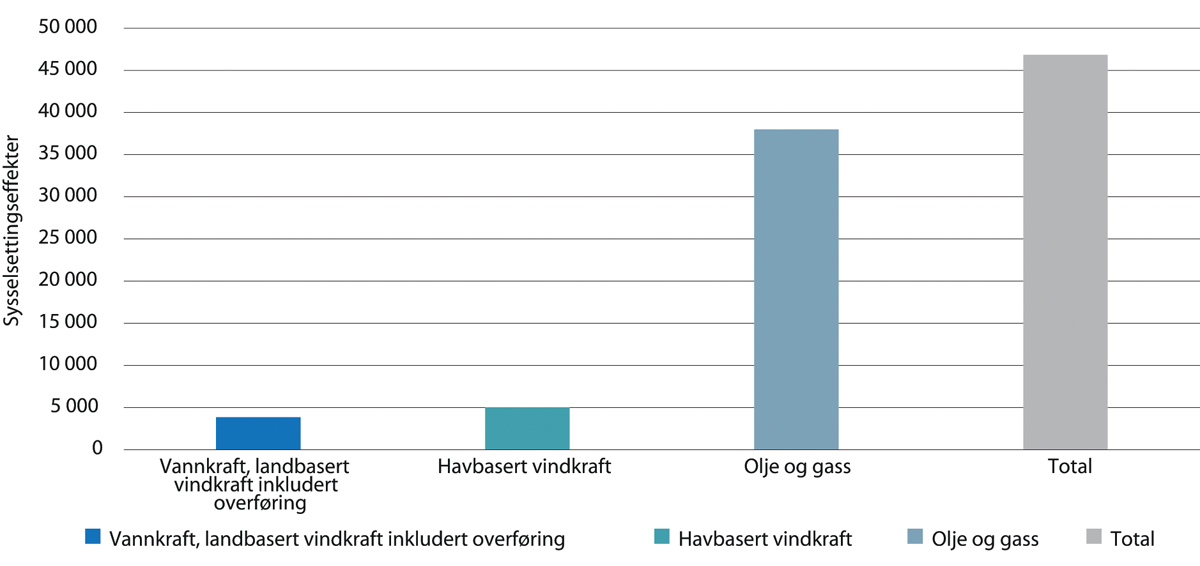 Sysselsettingseffekter
50 000
45 000
40 000
35 000
30 000
25 000
20 000
15 000
10 000
5 000
0
Vannkraft, landbasert
vindkraft inkludert
overføring
Havbasert vindkraft
Olje og gass
Total
Vannkraft, landbasert vindkraft inkludert overføring
Havbasert vindkraft
Olje og gass
Total